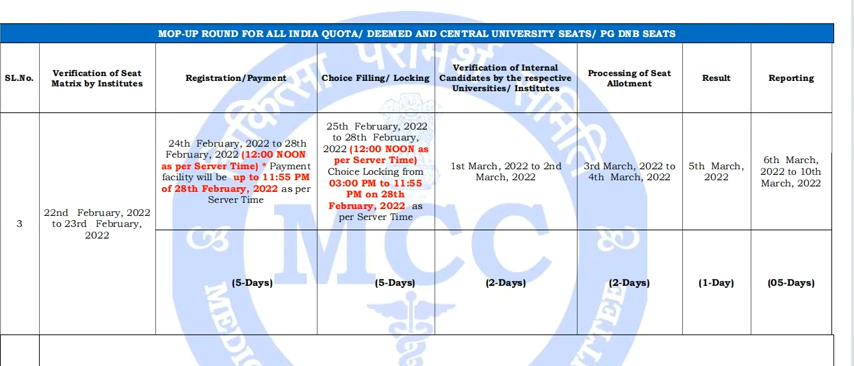 MOP-UP ROUND FOR ALL INDIA QUOTA/ DEEMED AND CENTRAL UNIVERSITY SEATS/ PG DNB SEATS
SL.No.
Verification of Seat
Matrix by Institutes
Registration/Payment
Choice Filling/ Locking
Verification of Internal
Candidates by the respective
Universities/ Institutes
Processing of Seat
Allotment
Result
Reporting
3
22nd February, 2022
to 23rd February,
2022
24th February, 2022 to 28th
February, 2022 (12:00 NOON
as per Server Time) * Payment
facility will be up to 11:55 PM
of 28th February, 2022 as per
Server Time
25th February, 2022
to 28th February,
2022 (12:00 NOON as
per Server Time)
Choice Locking from
03:00 PM to 11:55
PM on 28th
February, 2022 as
per Server Time
1st March, 2022 to 2nd
March, 2022
3rd March, 2022 to
4th March, 2022
5th March,
2022
6th March,
2022 to 10th
March, 2022
(5-Days)
(5-Days)
(2-Days)
(2-Days)
(1-Day)
(05-Days)
MCC